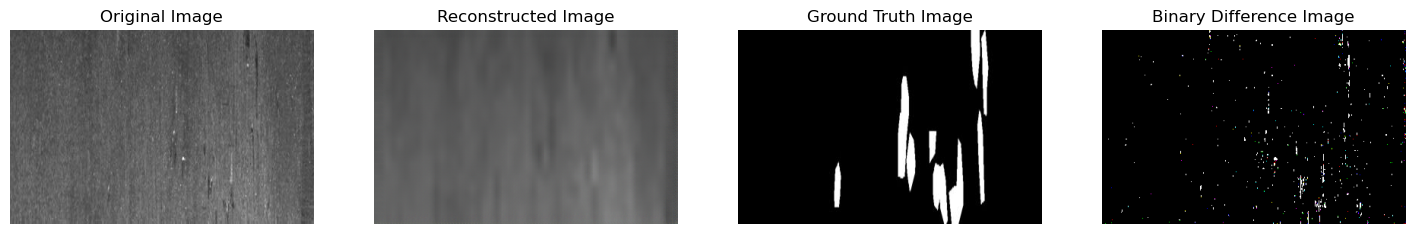 Original Image
Reconstructed Image
Ground Truth Image
Binary Difference Image